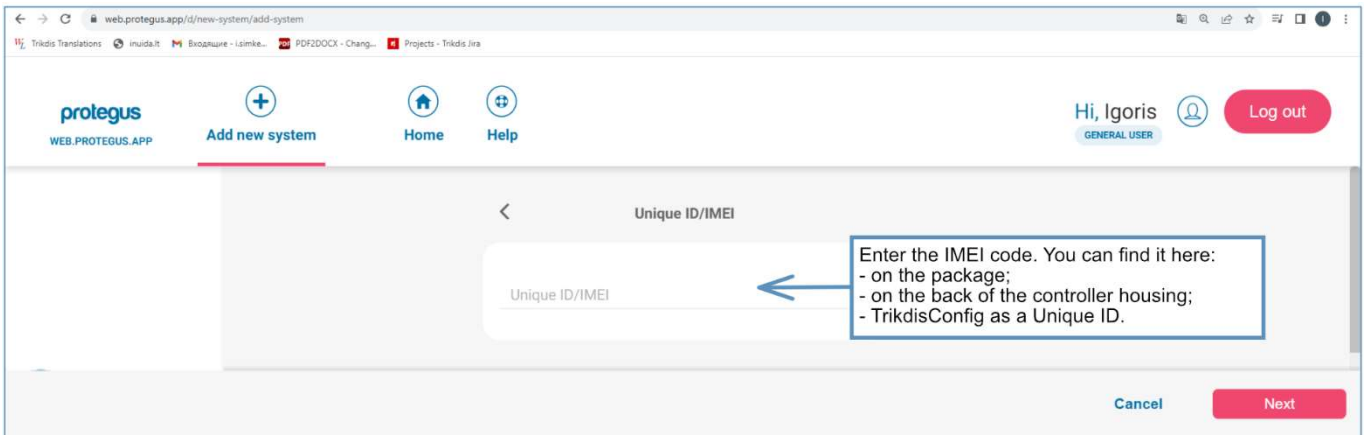 web.protegus.app/d/new-system/add-system
Trikdis Translations inuida.lt Входящие - i.simke... PDF2DOCX - Chang... Projects - Trikdis Jira
protegus
WEB.PROTEGUS.APP
Add new system
Home
Help
Hi, Igoris
GENERAL USER
Log out
Unique ID/IMEI
Unique ID/IMEI
Enter the IMEI code. You can find it here:
- on the package;
- on the back of the controller housing;
- TrikdisConfig as a Unique ID.
Cancel
Next